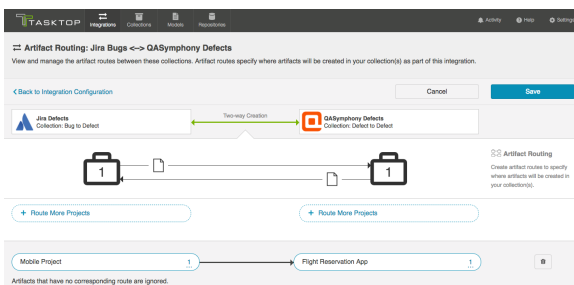 TASKTOP
Integrations
Collections
Models
Repositories
Activity
Help
Settings
Artifact Routing: Jira Bugs <--> QASymphony Defects
View and manage the artifact routes between these collections. Artifact routes specify where artifacts will be created in your collection(s) as part of this integration.
Back to Integration Configuration
Cancel
Save
Jira Defects
Collection: Bug to Defect
Two-way Creation
QASymphony Defects
Collection: Defect to Defect
1
1
Artifact Routing
Create artifact routes to specify
where artifacts will be created in
your collection(s).
+ Route More Projects
+ Route More Projects
Mobile Project
1
Flight Reservation App
1
Artifacts that have no corresponding route are ignored.